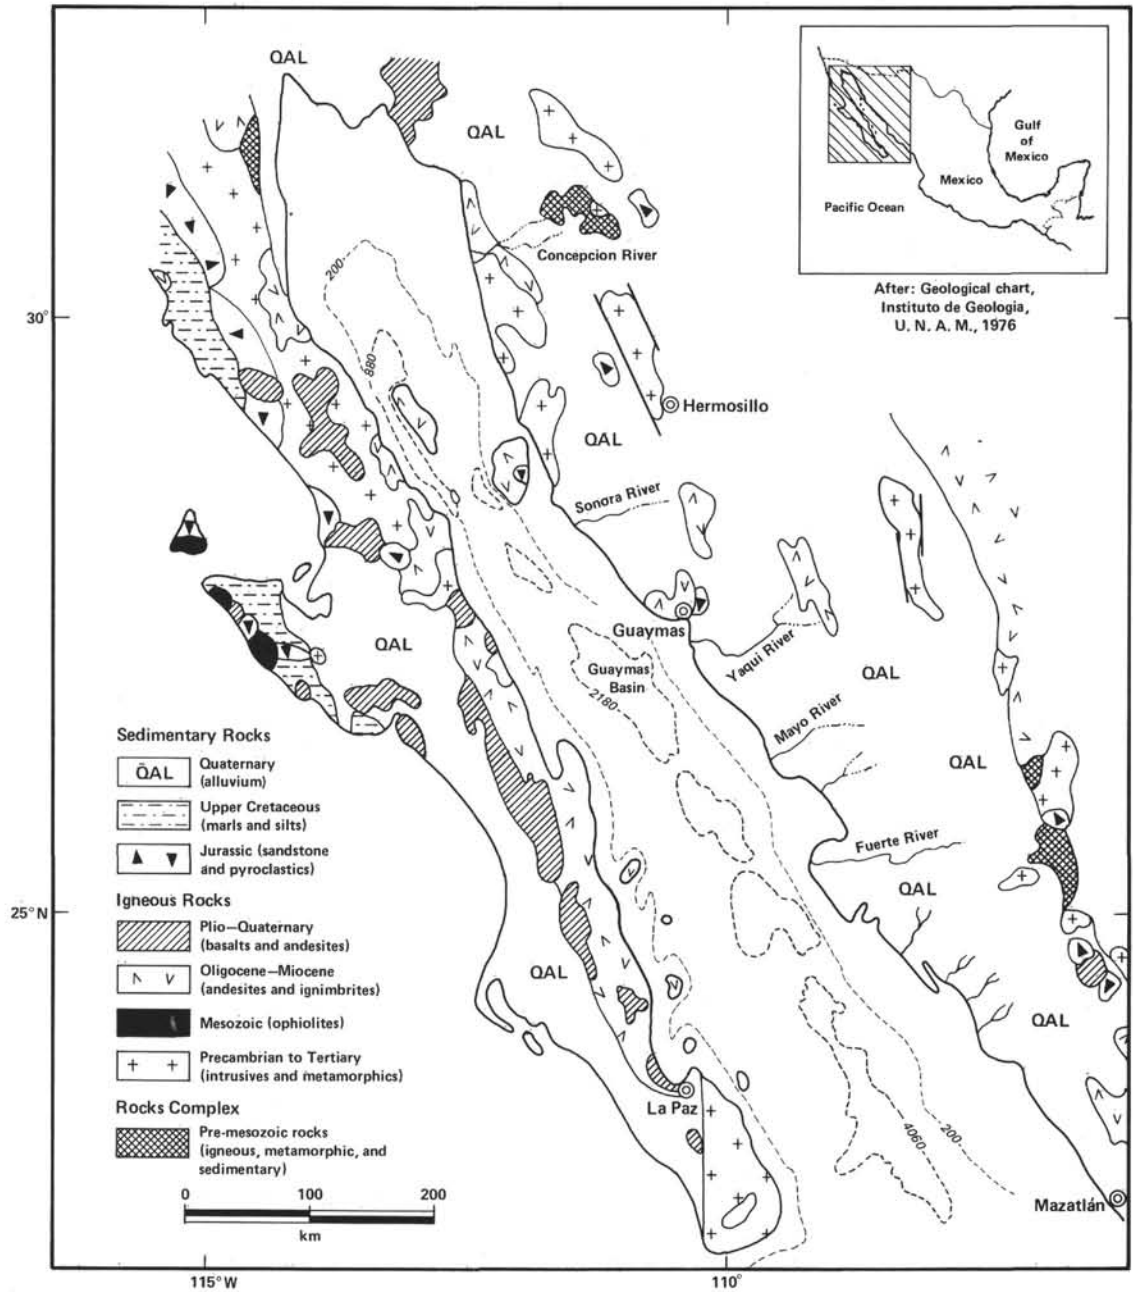 QAL
QAL
Gulf
of
Mexico
Mexico
Pacific Ocean
Concepcion River
After: Geological chart,
Instituto de Geologia,
U. N. A. M., 1976
200
30°
880
Hermosillo
QAL
Sonora River
Guaymas
Yaqui River
QAL
QAL
Guaymas
Basin
2180
Mayo River
QAL
Fuerte River
QAL
25°N
QAL
QAL
La Paz
4060
200
Mazatlán
Sedimentary Rocks
QAL
Quaternary
(alluvium)
Upper Cretaceous
(marls and silts)
Jurassic (sandstone
and pyroclastics)
Igneous Rocks
Plio—Quaternary
(basalts and andesites)
Oligocene—Miocene
(andesites and ignimbrites)
Mesozoic (ophiolites)
Precambrian to Tertiary
(intrusives and metamorphics)
Rocks Complex
Pre-mesozoic rocks
(igneous, metamorphic, and
sedimentary)
0 100 200
km
115°W
110°